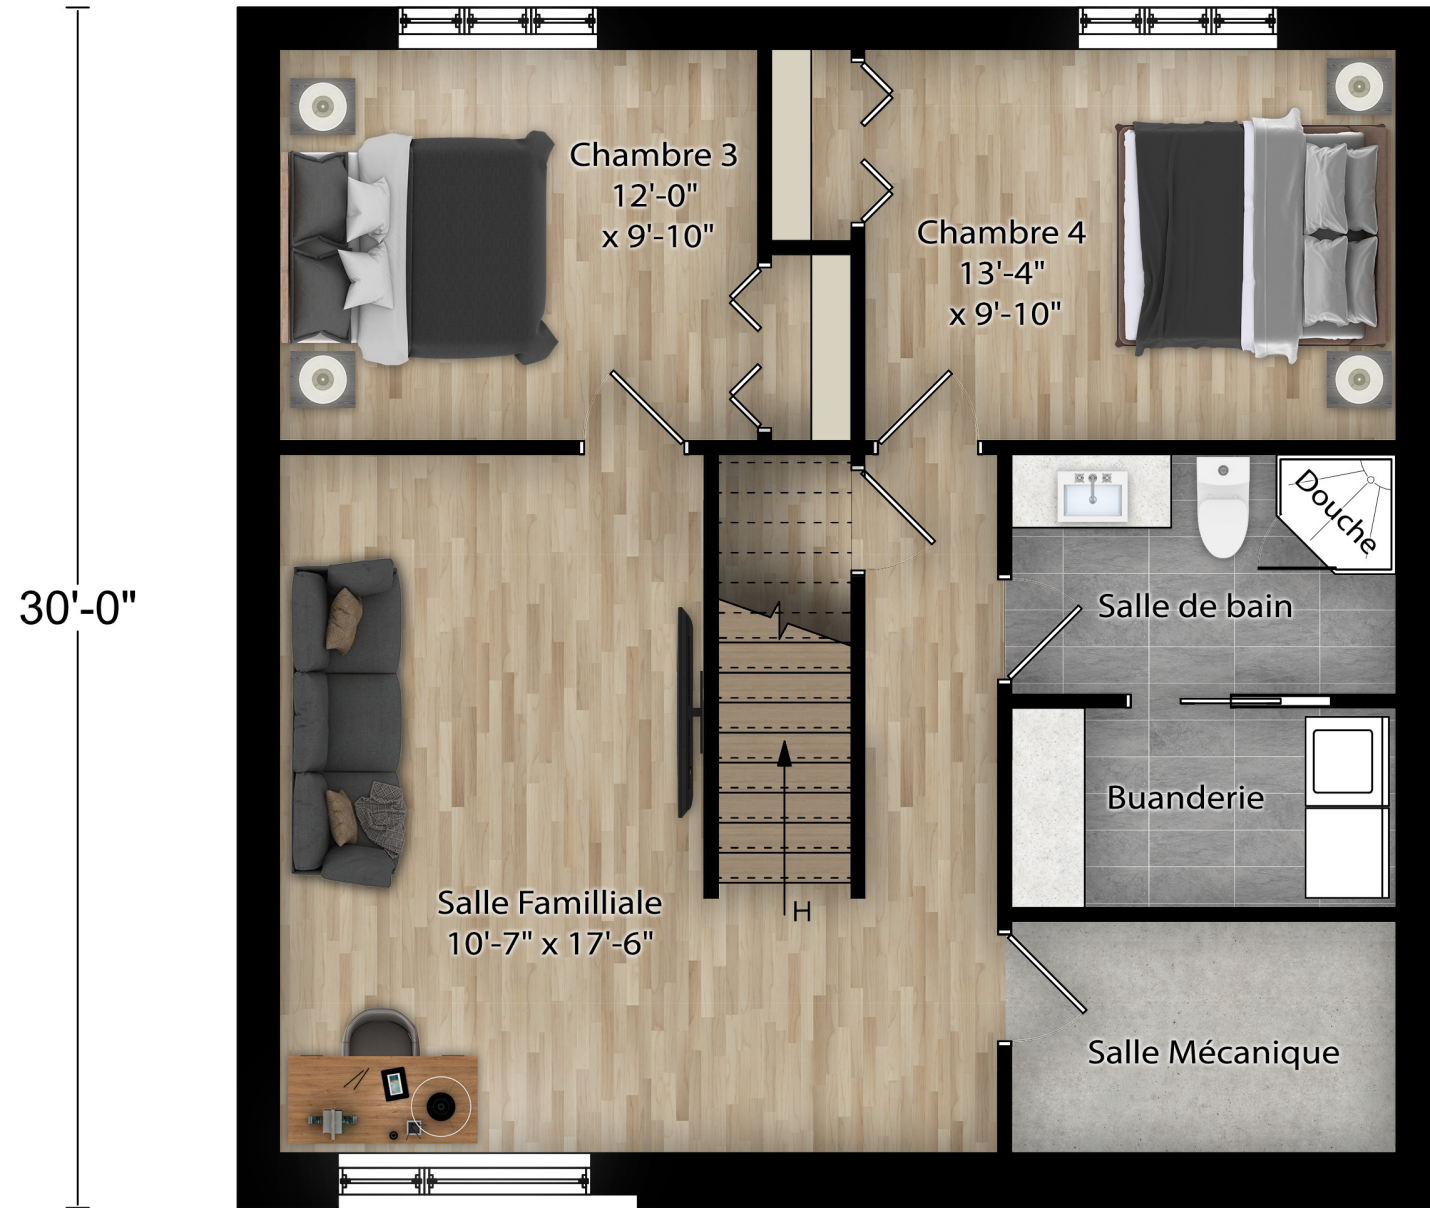 Chambre 3
12'-0"
x 9'-10"
Chambre 4
13'-4"
x 9'-10"
Douche
30'-0"
Salle de bain
Buanderie
Salle Familliale
10'-7" x 17'-6"
H
Salle Mécanique